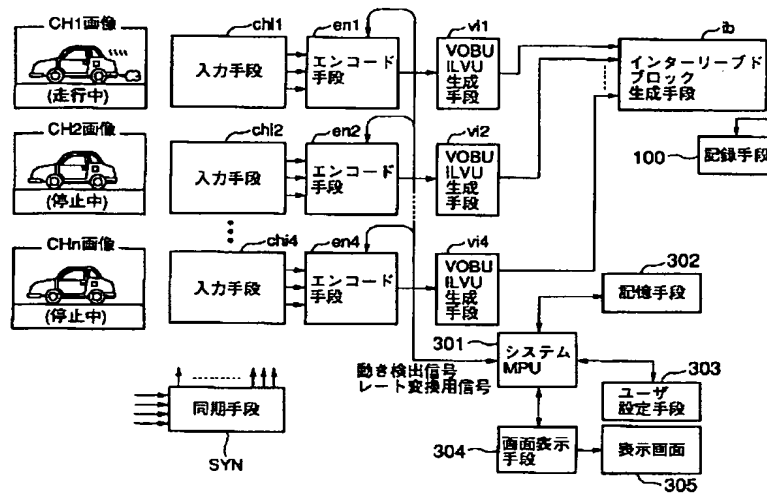 CH1画像
(走行中)
chi1
入力手段
en1
エンコード
手段
vi1
VOBU
ILVU
生成
手段
ib
インターリーブド
ブロック
生成手段
CH2画像
(停止中)
chi2
入力手段
en2
エンコード
手段
vi2
VOBU
ILVU
生成
手段
100
記録手段
CHn画像
(停止中)
chi4
入力手段
en4
エンコード
手段
vi4
VOBU
ILVU
生成
手段
302
記憶手段
301
システム
MPU
動き検出信号
レート変換用信号
303
ユーザ
設定手段
同期手段
SYN
304
画面表示
手段
表示画面
305